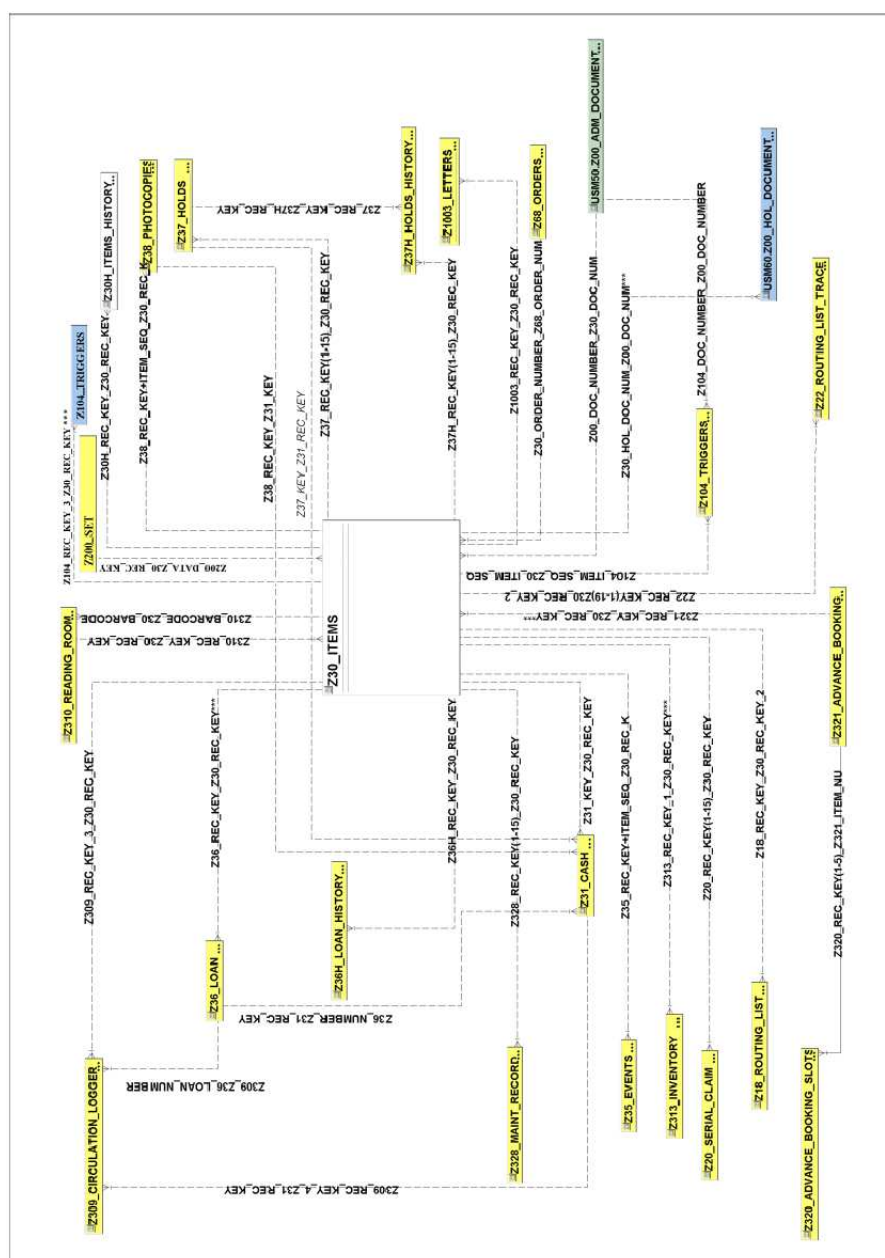 Z309_CIRCULATION_LOGGER...
Z310_READING_ROOM...
Z309_REC_KEY_3_Z30_REC_KEY
Z104_REC_KEY_3_Z30_REC_KEY ***
Z104_TRIGGERS
Z200_SET
Z30H_REC_KEY_Z30_REC_KEY
Z30H_ITEMS_HISTORY...
Z309_Z36_LOAN_NUMBER
Z310_REC_KEY_Z30_REC_KEY
Z310_BARCODE_Z30_BARCODE
Z200_DATA_Z30_REC_KEY
Z38_REC_KEY+ITEM_SEQ_Z30_REC_K
Z38_PHOTOCOPIES...
Z37_HOLDS ...
Z36_LOAN ...
Z36_REC_KEY_Z30_REC_KEY***
Z38_REC_KEY_Z31_KEY
Z37_KEY_Z31_REC_KEY
Z309_REC_KEY_4_Z31_REC_KEY
Z36_NUMBER_Z31_REC_KEY
Z37_REC_KEY(1-15)_Z30_REC_KEY
Z37_REC_KEY_Z37H_REC_KEY
Z36H_LOAN_HISTORY...
Z30_ITEMS
Z37H_HOLDS_HISTORY...
Z36H_REC_KEY_Z30_REC_KEY
Z37H_REC_KEY(1-15)_Z30_REC_KEY
Z1003_LETTERS...
Z328_MAINT_RECORD...
Z328_REC_KEY(1-15)_Z30_REC_KEY
Z1003_REC_KEY_Z30_REC_KEY
Z30_ORDER_NUMBER_Z68_ORDER_NUM
Z68_ORDERS...
Z31_CASH ...
Z31_KEY_Z30_REC_KEY
Z00_DOC_NUMBER_Z30_DOC_NUM
USM50.Z00_ADM_DOCUMENT...
Z35_EVENTS ...
Z35_REC_KEY+ITEM_SEQ_Z30_REC_K
Z30_HOL_DOC_NUM_Z00_DOC_NUM***
Z104_ITEM_SEQ_Z30_ITEM_SEQ
Z22_REC_KEY(1-19)Z30_REC_KEY_2
Z321_REC_KEY_Z30_REC_KEY***
Z313_INVENTORY ...
Z313_REC_KEY_1_Z30_REC_KEY***
Z104_TRIGGERS...
Z104_DOC_NUMBER_Z00_DOC_NUMBER
Z20_SERIAL_CLAIM...
Z20_REC_KEY(1-15)_Z30_REC_KEY
Z18_ROUTING_LIST...
Z18_REC_KEY_Z30_REC_KEY_2
USM60.Z00_HOL_DOCUMENT...
Z22_ROUTING_LIST_TRACE...
Z320_ADVANCE_BOOKING_SLOTS...
Z320_REC_KEY(1-5)_Z321_ITEM_NU
Z321_ADVANCE_BOOKING...